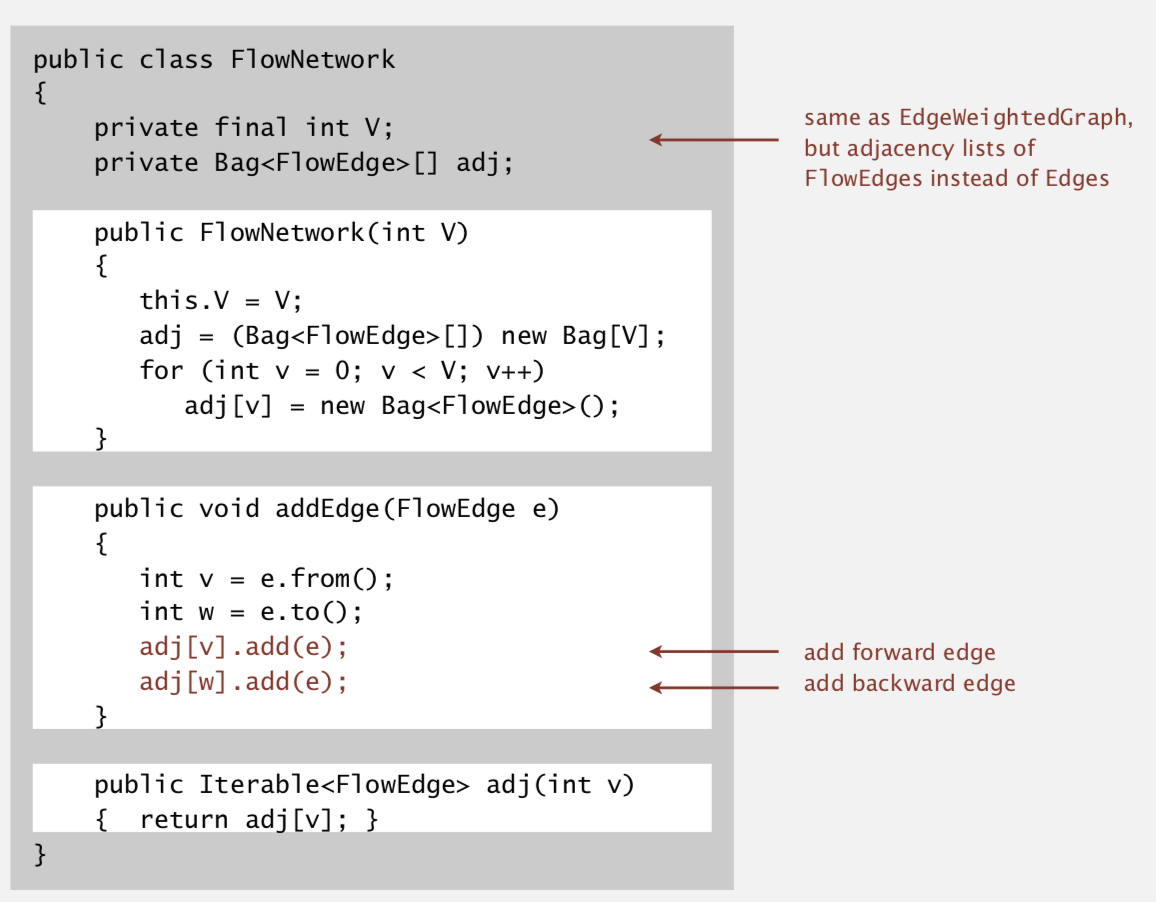 public class FlowNetwork
{
private final int V;
private Bag<FlowEdge>[] adj;
same as EdgeWeightedGraph,
but adjacency lists of
FlowEdges instead of Edges
public FlowNetwork(int V)
{
this.V = V;
adj = (Bag<FlowEdge>[]) new Bag[V];
for (int v = 0; v < V; v++)
adj[v] = new Bag<FlowEdge>();
}
public void addEdge(FlowEdge e)
{
int v = e.from();
int w = e.to();
adj[v].add(e);
add forward edge
adj[w].add(e);
add backward edge
}
public Iterable<FlowEdge> adj(int v)
{ return adj[v]; }
}